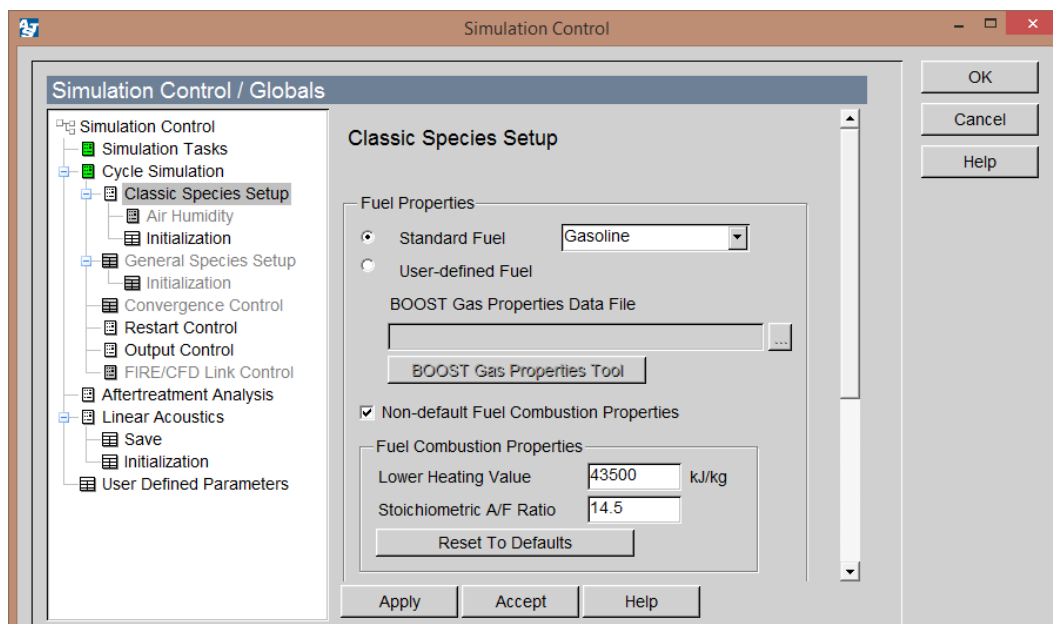 Simulation Control
OK
Cancel
Help
Simulation Control / Globals
Simulation Control
Simulation Tasks
Cycle Simulation
Classic Species Setup
Air Humidity
Initialization
General Species Setup
Initialization
Convergence Control
Restart Control
Output Control
FIRE/CFD Link Control
Aftertreatment Analysis
Linear Acoustics
Save
Initialization
User Defined Parameters
Classic Species Setup
Fuel Properties
Standard Fuel Gasoline
User-defined Fuel
BOOST Gas Properties Data File
...
BOOST Gas Properties Tool
Non-default Fuel Combustion Properties
Fuel Combustion Properties
Lower Heating Value 43500 kJ/kg
Stoichiometric A/F Ratio 14.5
Reset To Defaults
Apply Accept Help